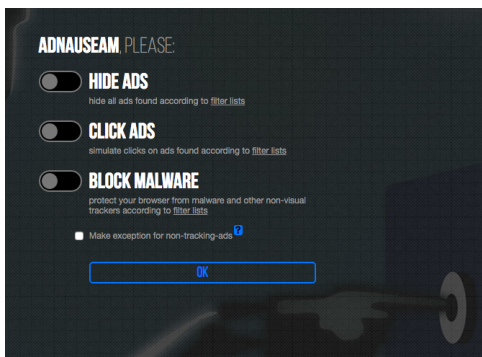 ADNAUSEAM, PLEASE:
HIDE ADS
hide all ads found according to filter lists
CLICK ADS
simulate clicks on ads found according to filter lists
BLOCK MALWARE
protect your browser from malware and other non-visual
trackers according to filter lists
Make exception for non-tracking-ads ?
OK